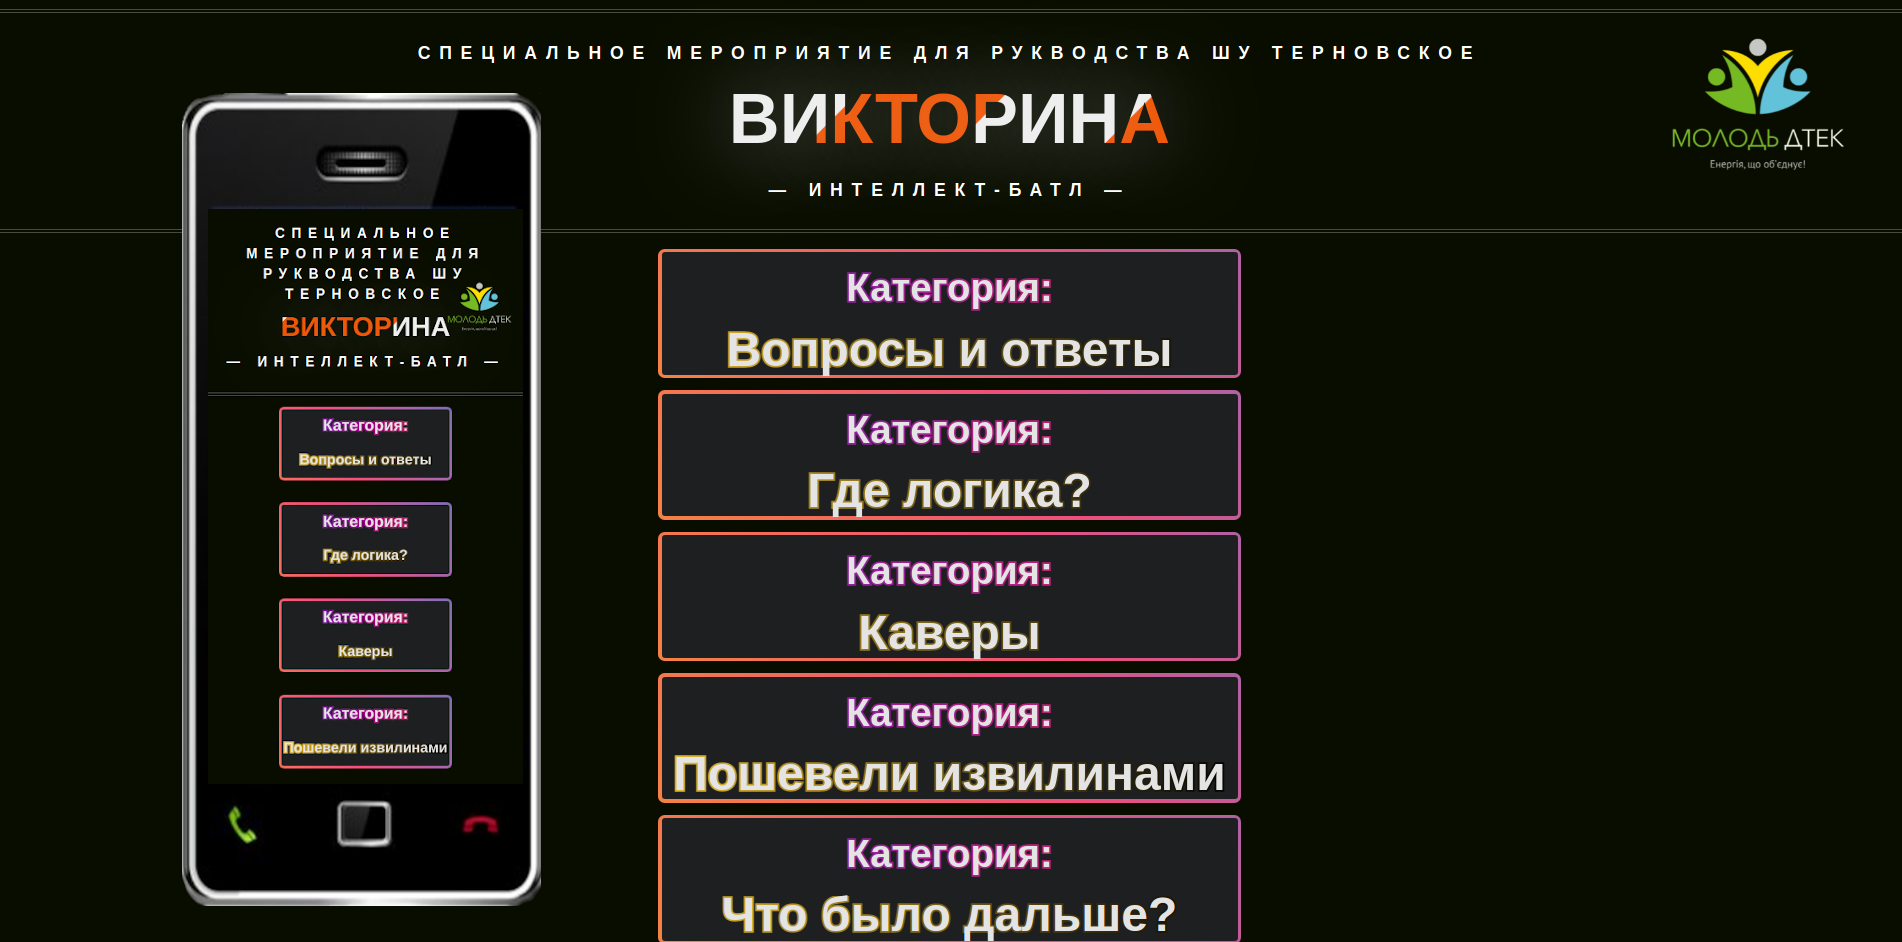 СПЕЦИАЛЬНОЕ МЕРОПРИЯТИЕ ДЛЯ РУКВОДСТВА ШУ ТЕРНОВСКОЕ
ВИКТОРИНА
— ИНТЕЛЛЕКТ-БАТЛ —
МОЛОДЬ ДТЕК
Енергія, що об'єднує!
СПЕЦИАЛЬНОЕ
МЕРОПРИЯТИЕ ДЛЯ
РУКВОДСТВА ШУ
ТЕРНОВСКОЕ
ВИКТОРИНА
МОЛОДЬ ДТЕК
— ИНТЕЛЛЕКТ-БАТЛ —
Категория:
Вопросы и ответы
Категория:
Где логика?
Категория:
Каверы
Категория:
Пошевели извилинами
Категория:
Вопросы и ответы
Категория:
Где логика?
Категория:
Каверы
Категория:
Пошевели извилинами
Категория:
Что было дальше?